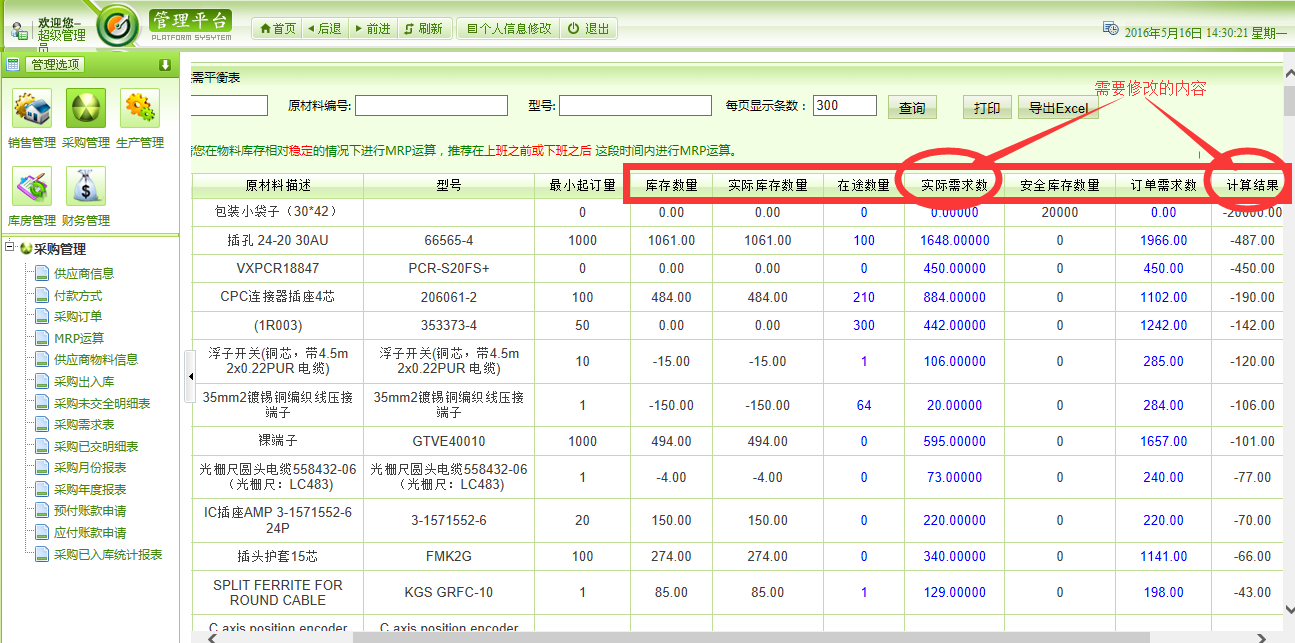 欢迎您–
超级管理
员
管理平台
PLATFORM SYSYTEM
首页 后退 前进 刷新 个人信息修改 退出
2016年5月16日 14:30:21 星期一
管理选项
销售管理 采购管理 生产管理
库房管理 财务管理
采购管理
供应商信息
付款方式
采购订单
MRP运算
供应商物料信息
采购出入库
采购未交全明细表
采购需求表
采购已交明细表
采购月份报表
采购年度报表
预付账款申请
应付账款申请
采购已入库统计报表
需平衡表
需要修改的内容
原材料编号: 型号: 每页显示条数: 300 查询 打印 导出Excel
您在物料库存相对稳定的情况下进行MRP运算，推荐在上班之前或下班之后 这段时间内进行MRP运算。
原材料描述 型号 最小起订量 库存数量 实际库存数量 在途数量 实际需求数 安全库存数量 订单需求数 计算结果
包装小袋子（30*42） 0 0.00 0.00 0 0.00000 20000 0.00 -20000.00
插孔 24-20 30AU 66565-4 1000 1061.00 1061.00 100 1648.00000 0 1966.00 -487.00
VXPCR18847 PCR-S20FS+ 0 0.00 0.00 0 450.00000 0 450.00 -450.00
CPC连接器插座4芯 206061-2 100 484.00 484.00 210 884.00000 0 1102.00 -190.00
(1R003) 353373-4 50 0.00 0.00 300 442.00000 0 1242.00 -142.00
浮子开关(铜芯，带4.5m 2x0.22PUR 电缆) 浮子开关(铜芯，带4.5m 2x0.22PUR 电缆) 10 -15.00 -15.00 1 106.00000 0 285.00 -120.00
35mm2镀锡铜编织线压接端子 35mm2镀锡铜编织线压接端子 1 -150.00 -150.00 64 20.00000 0 284.00 -106.00
裸端子 GTVE40010 1000 494.00 494.00 0 595.00000 0 1657.00 -101.00
光栅尺圆头电缆558432-06（光栅尺：LC483) 光栅尺圆头电缆558432-06（光栅尺：LC483) 1 -4.00 -4.00 0 73.00000 0 240.00 -77.00
IC插座AMP 3-1571552-6 24P 3-1571552-6 20 150.00 150.00 0 220.00000 0 220.00 -70.00
插头护套15芯 FMK2G 100 274.00 274.00 0 340.00000 0 1141.00 -66.00
SPLIT FERRITE FOR ROUND CABLE KGS GRFC-10 1 85.00 85.00 1 129.00000 0 198.00 -43.00
C axis position encoder C axis position encoder